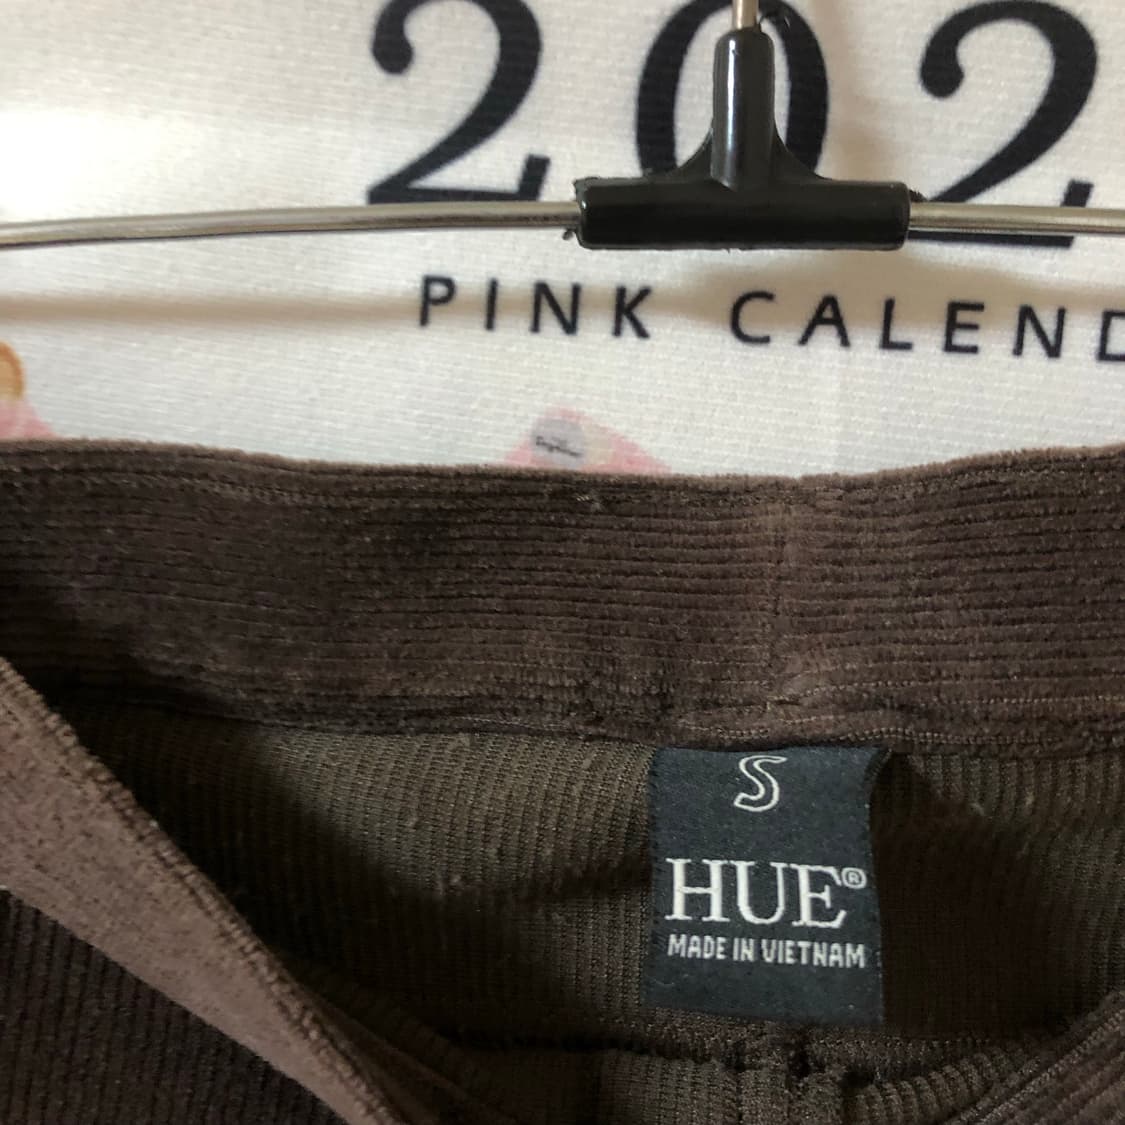 202
PINK CALEND
S
HUE®
MADE IN VIETNAM